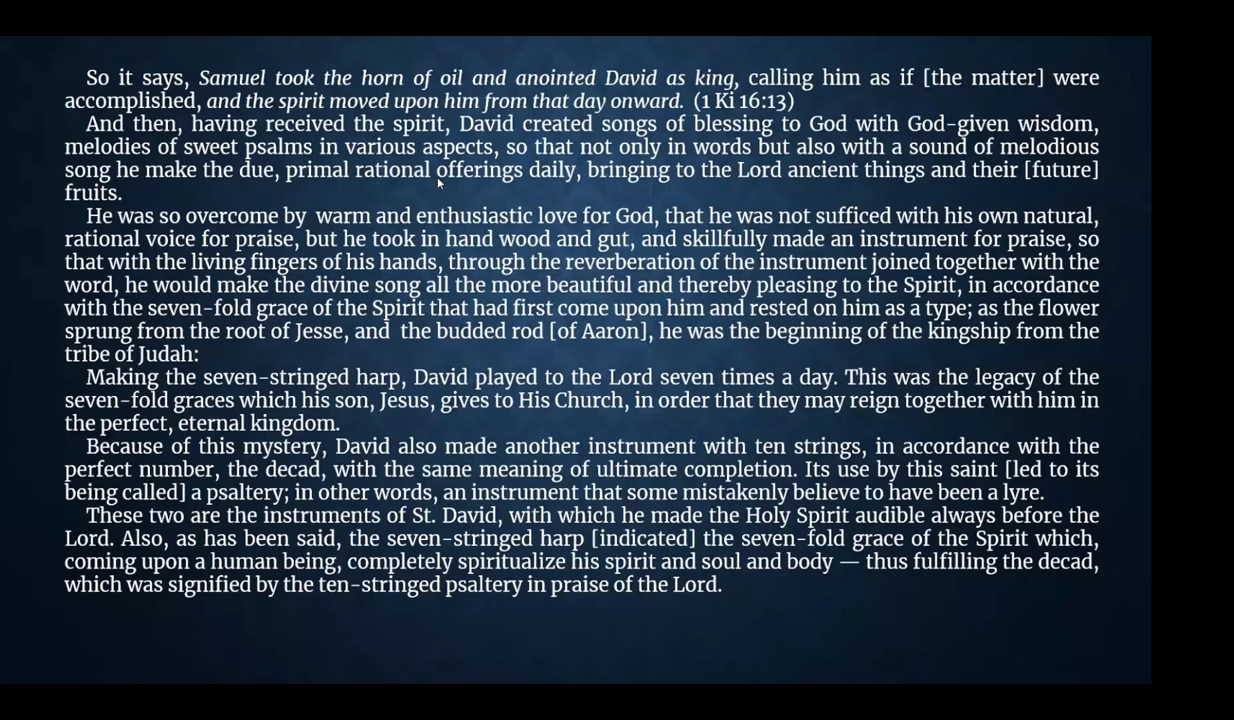 So it says, Samuel took the horn of oil and anointed David as king, calling him as if [the matter] were
accomplished, and the spirit moved upon him from that day onward. (1 Ki 16:13)
And then, having received the spirit, David created songs of blessing to God with God-given wisdom,
melodies of sweet psalms in various aspects, so that not only in words but also with a sound of melodious
song he make the due, primal rational offerings daily, bringing to the Lord ancient things and their [future]
fruits.
He was so overcome by warm and enthusiastic love for God, that he was not sufficed with his own natural,
rational voice for praise, but he took in hand wood and gut, and skillfully made an instrument for praise, so
that with the living fingers of his hands, through the reverberation of the instrument joined together with the
word, he would make the divine song all the more beautiful and thereby pleasing to the Spirit, in accordance
with the seven-fold grace of the Spirit that had first come upon him and rested on him as a type; as the flower
sprung from the root of Jesse, and the budded rod [of Aaron], he was the beginning of the kingship from the
tribe of Judah:
Making the seven-stringed harp, David played to the Lord seven times a day. This was the legacy of the
seven-fold graces which his son, Jesus, gives to His Church, in order that they may reign together with him in
the perfect, eternal kingdom.
Because of this mystery, David also made another instrument with ten strings, in accordance with the
perfect number, the decad, with the same meaning of ultimate completion. Its use by this saint [led to its
being called] a psaltery; in other words, an instrument that some mistakenly believe to have been a lyre.
These two are the instruments of St. David, with which he made the Holy Spirit audible always before the
Lord. Also, as has been said, the seven-stringed harp [indicated] the seven-fold grace of the Spirit which,
coming upon a human being, completely spiritualize his spirit and soul and body — thus fulfilling the decad,
which was signified by the ten-stringed psaltery in praise of the Lord.